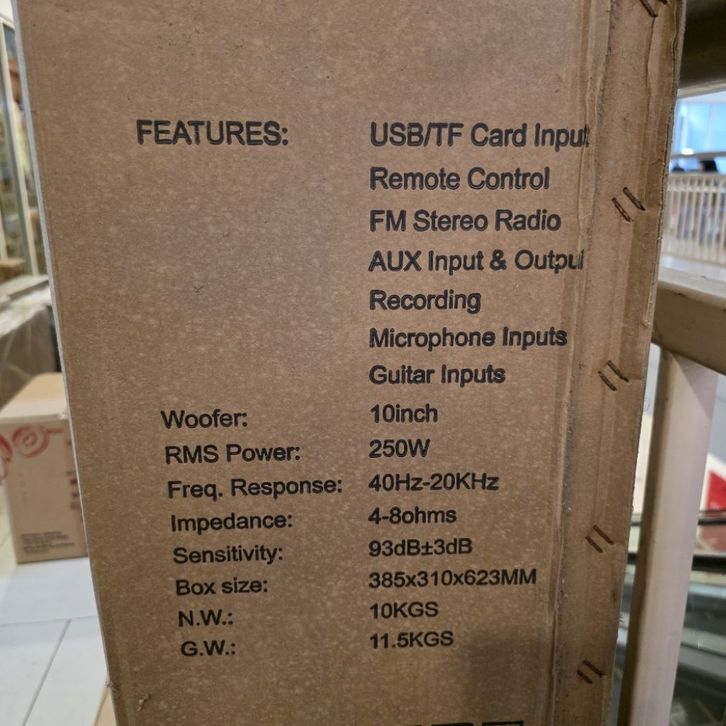 FEATURES: USB/TF Card Input
Remote Control
FM Stereo Radio
AUX Input & Output
Recording
Microphone Inputs
Guitar Inputs
Woofer: 10inch
RMS Power: 250W
Freq. Response: 40Hz-20KHz
Impedance: 4-8ohms
Sensitivity: 93dB±3dB
Box size: 385x310x623MM
N.W.: 10KGS
G.W.: 11.5KGS